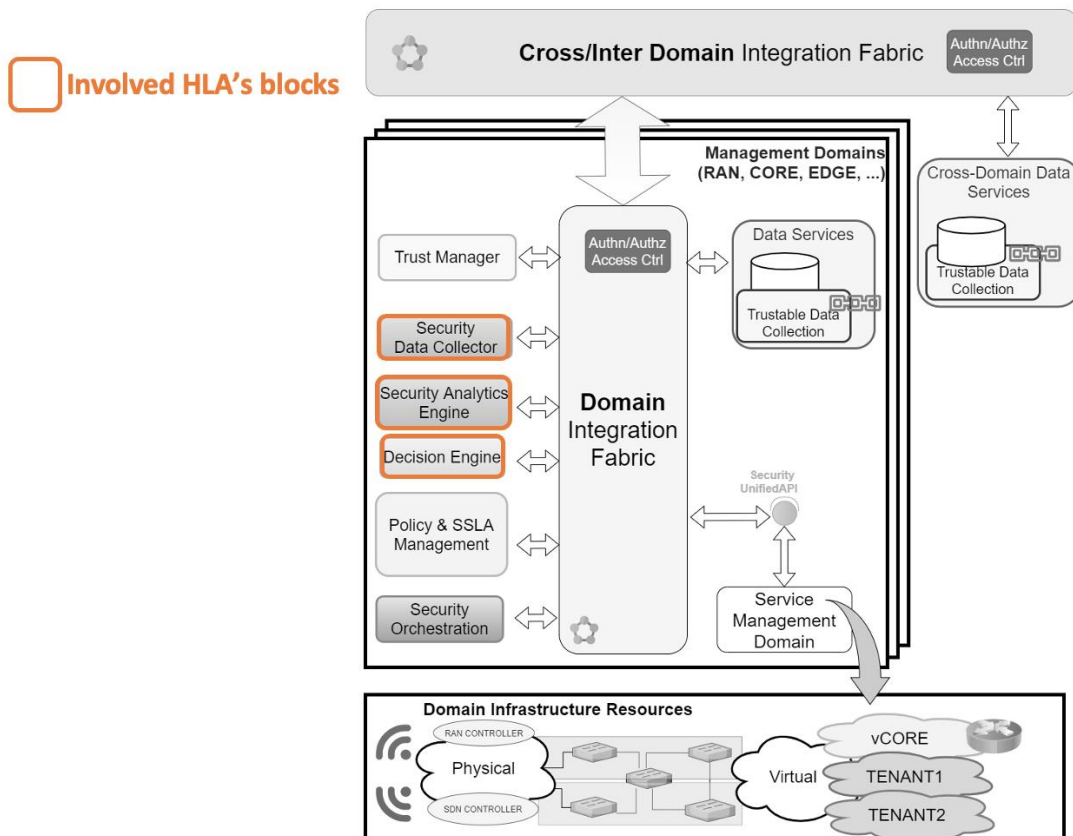 Cross/Inter Domain Integration Fabric
Authn/Authz
Access Ctrl
Involved HLA's blocks
Management Domains
(RAN, CORE, EDGE, ...)
Cross-Domain Data
Services
Trustable Data
Collection
Trust Manager
Authn/Authz
Access Ctrl
Data Services
Trustable Data
Collection
Security
Data Collector
Security Analytics
Engine
Decision Engine
Domain
Integration
Fabric
Security
UnifiedAPI
Policy & SSLA
Management
Security
Orchestration
Service
Management
Domain
Domain Infrastructure Resources
RAN CONTROLLER
Physical
SDN CONTROLLER
Virtual
vCORE
TENANT1
TENANT2